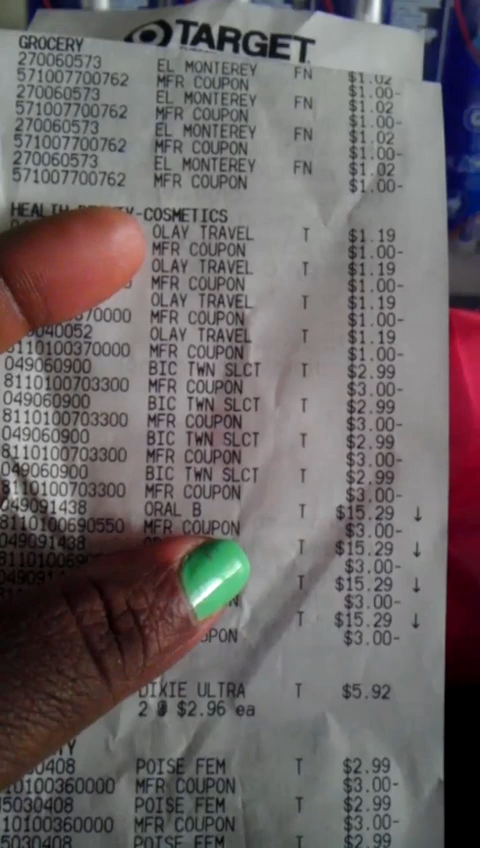 TARGET
GROCERY
270060573 EL MONTEREY FN $1.02
571007700762 MFR COUPON $1.00-
270060573 EL MONTEREY FN $1.02
571007700762 MFR COUPON $1.00-
270060573 EL MONTEREY FN $1.02
571007700762 MFR COUPON $1.00-
270060573 EL MONTEREY FN $1.02
571007700762 MFR COUPON $1.00-
HEALTH -COSMETICS
OLAY TRAVEL T $1.19
MFR COUPON $1.00-
OLAY TRAVEL T $1.19
MFR COUPON $1.00-
OLAY TRAVEL T $1.19
70000 MFR COUPON $1.00-
040052 OLAY TRAVEL T $1.19
8110100370000 MFR COUPON $1.00-
049060900 BIC TWN SLCT T $2.99
8110100703300 MFR COUPON $3.00-
049060900 BIC TWN SLCT T $2.99
8110100703300 MFR COUPON $3.00-
049060900 BIC TWN SLCT T $2.99
8110100703300 MFR COUPON $3.00-
049060900 BIC TWN SLCT T $2.99
8110100703300 MFR COUPON $3.00-
049091438 ORAL B T $15.29 ↓
8110100690550 MFR COUPON $3.00-
049091438 T $15.29 ↓
$3.00-
T $15.29 ↓
N $3.00-
T $15.29 ↓
UPON $3.00-
DIXIE ULTRA T $5.92
2 @ $2.96 ea
TY
30408 POISE FEM T $2.99
10100360000 MFR COUPON $3.00-
5030408 POISE FEM T $2.99
10100360000 MFR COUPON $3.00-
5030408 POISE FEM T $2.99